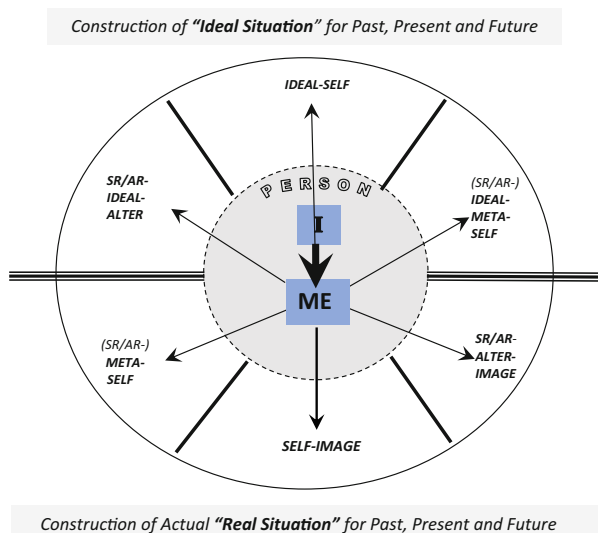 Construction of “Ideal Situation” for Past, Present and Future
IDEAL-SELF
PERSON
SR/AR-
IDEAL-
ALTER
(SR/AR-)
IDEAL-
META-
SELF
I
ME
(SR/AR-)
META-
SELF
SR/AR-
ALTER-
IMAGE
SELF-IMAGE
Construction of Actual “Real Situation” for Past, Present and Future